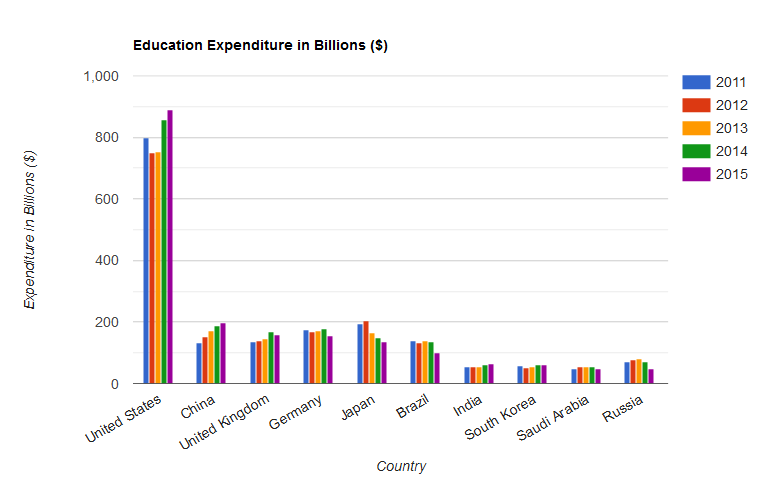 Education Expenditure in Billions ($)
Expenditure in Billions ($)
1,000
800
600
400
200
0
2011
2012
2013
2014
2015
United States
China
United Kingdom
Germany
Japan
Brazil
India
South Korea
Saudi Arabia
Russia
Country